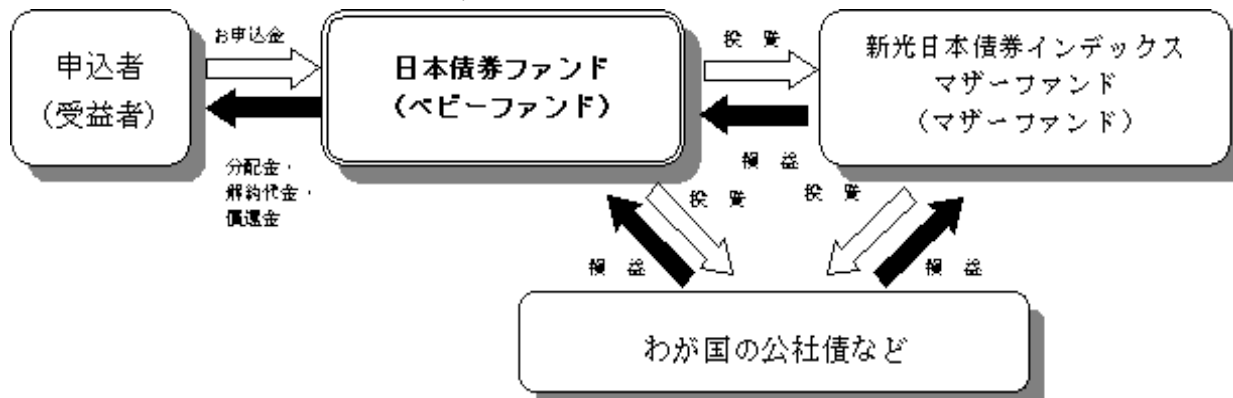 申込者
(受益者)
お申込金
分配金・
解約代金・
償還金
日本債券ファンド
(ベビーファンド)
投 資
損 益
新光日本債券インデックス
マザーファンド
(マザーファンド)
投 資
損 益
投 資
損 益
わが国の公社債など